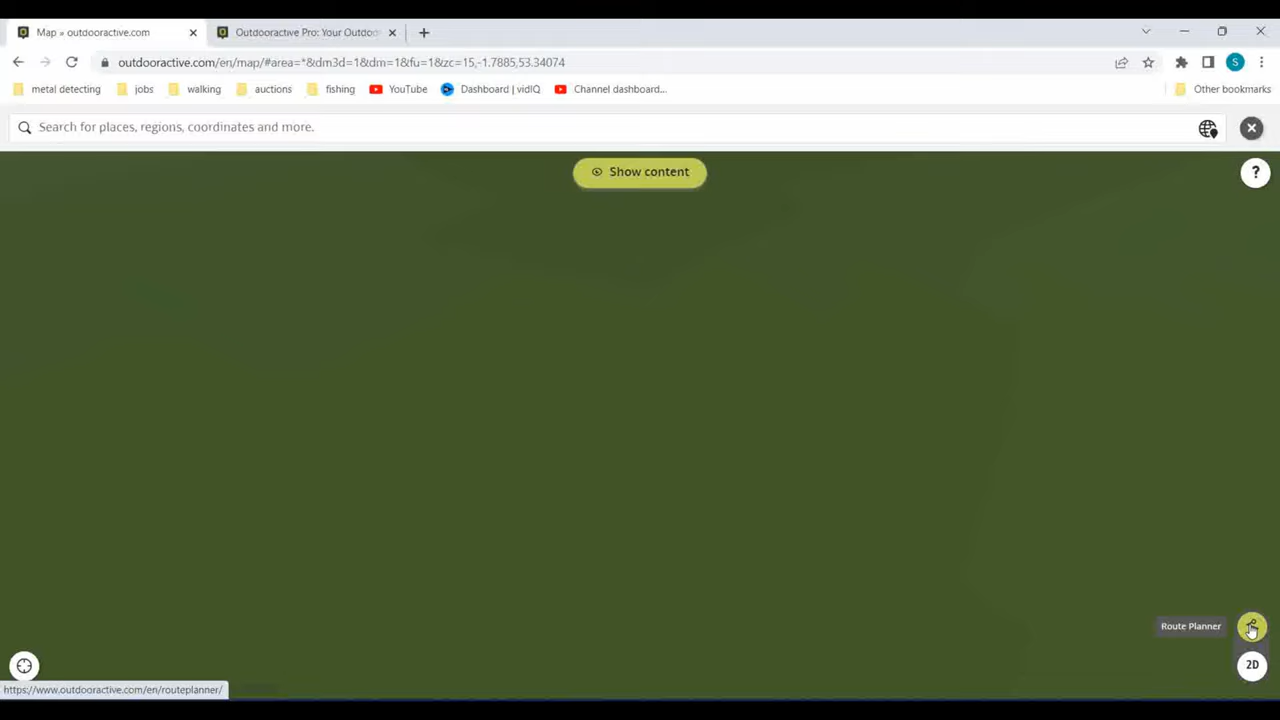 Map » outdooractive.com
Outdooractive Pro: Your Outdo
outdooractive.com/en/map/#area=*&dm3d=1&dm=1&fu=1&zc=15,-1.7885,53.34074
S
metal detecting
jobs
walking
auctions
fishing
YouTube
Dashboard | vidIQ
Channel dashboard...
Other bookmarks
Search for places, regions, coordinates and more.
Show content
?
Route Planner
2D
https://www.outdooractive.com/en/routeplanner/